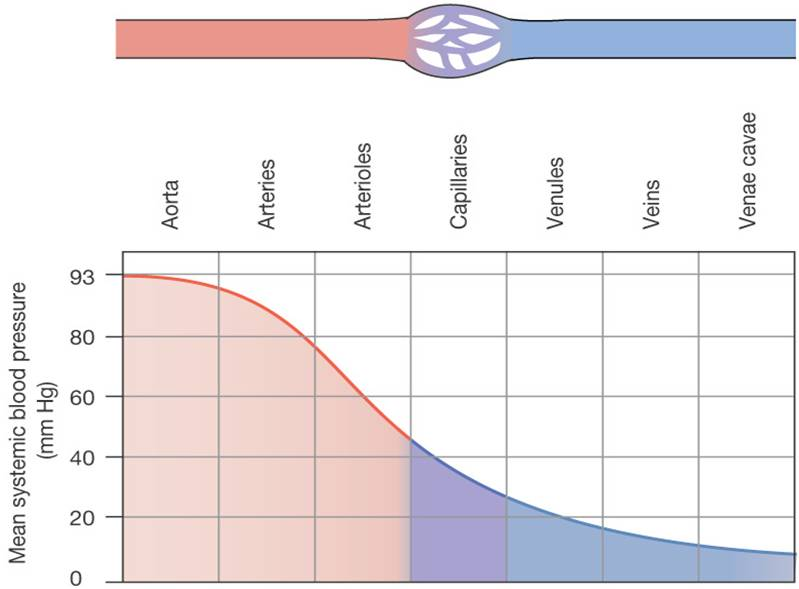 Aorta
Arteries
Arterioles
Capillaries
Venules
Veins
Venae cavae
Mean systemic blood pressure
(mm Hg)
93
80
60
40
20
0